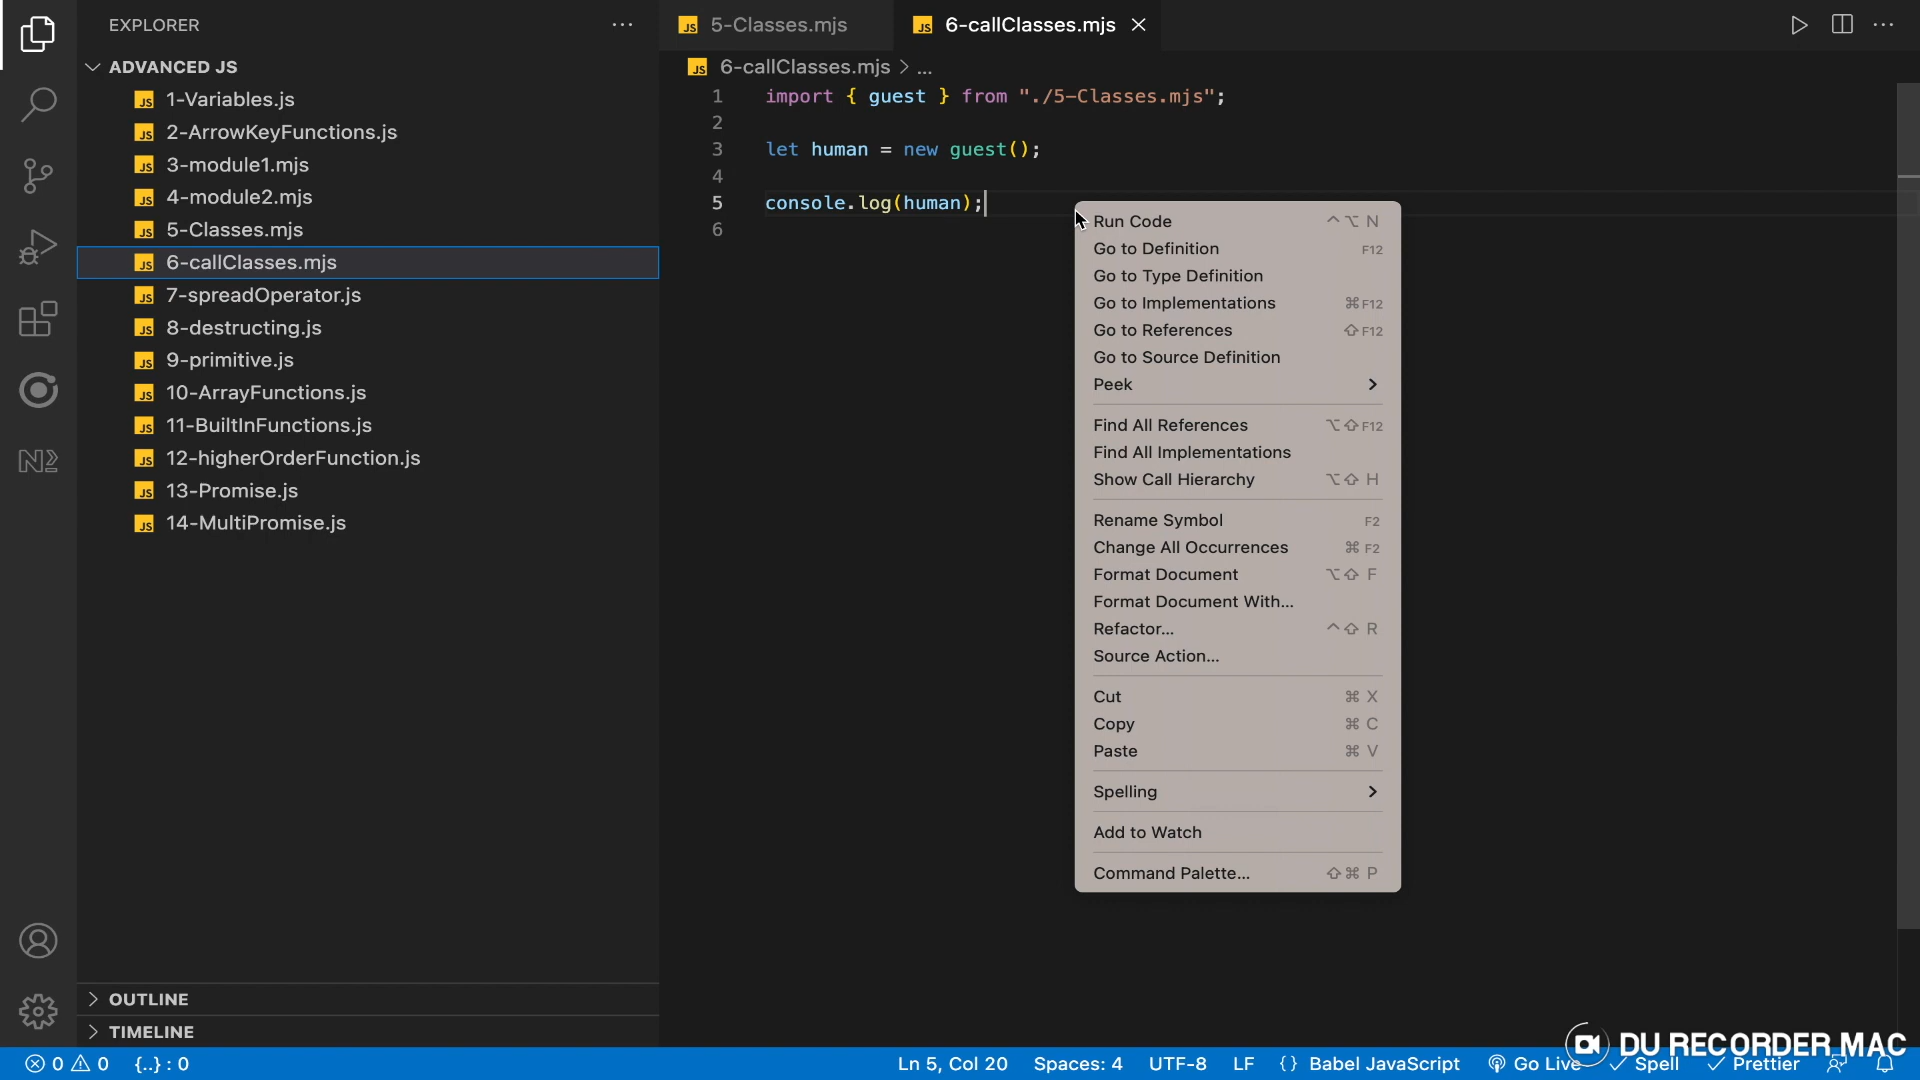 EXPLORER
ADVANCED JS
1-Variables.js
2-ArrowKeyFunctions.js
3-module1.mjs
4-module2.mjs
5-Classes.mjs
6-callClasses.mjs
7-spreadOperator.js
8-destructing.js
9-primitive.js
10-ArrayFunctions.js
11-BuiltInFunctions.js
12-higherOrderFunction.js
13-Promise.js
14-MultiPromise.js
OUTLINE
TIMELINE
5-Classes.mjs
6-callClasses.mjs
6-callClasses.mjs > ...
1 import { guest } from "./5-Classes.mjs";
2
3 let human = new guest();
4
5 console.log(human);
6
Run Code ^⌥ N
Go to Definition F12
Go to Type Definition
Go to Implementations ⌘F12
Go to References ⇧F12
Go to Source Definition
Peek
Find All References ⌥⇧F12
Find All Implementations
Show Call Hierarchy ⌥⇧ H
Rename Symbol F2
Change All Occurrences ⌘ F2
Format Document ⌥⇧ F
Format Document With...
Refactor... ^⇧ R
Source Action...
Cut ⌘ X
Copy ⌘ C
Paste ⌘ V
Spelling
Add to Watch
Command Palette... ⇧⌘ P
DU RECORDER MAC
0 0 {..} : 0 Ln 5, Col 20 Spaces: 4 UTF-8 LF {} Babel JavaScript Go Live Spell Prettier